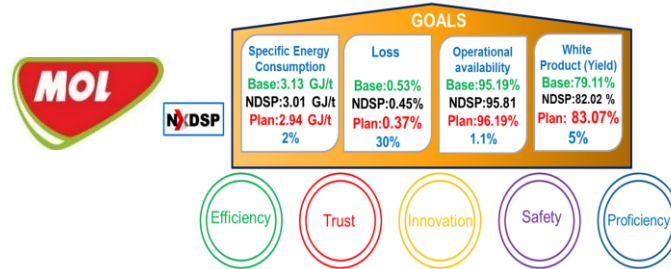 GOALS
MOL
NXDSP
Specific Energy
Consumption
Base:3.13 GJ/t
NDSP:3.01 GJ/t
Plan:2.94 GJ/t
2%
Loss
Base:0.53%
NDSP:0.45%
Plan:0.37%
30%
Operational
availability
Base:95.19%
NDSP:95.81
Plan:96.19%
1.1%
White
Product (Yield)
Base:79.11%
NDSP:82.02 %
Plan: 83.07%
5%
Efficiency
Trust
Innovation
Safety
Proficiency